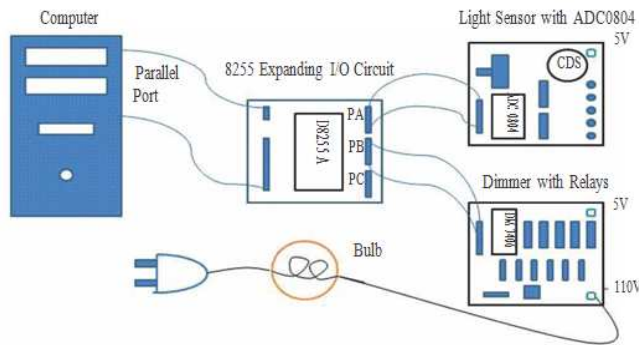 Computer
Light Sensor with ADC0804
5V
8255 Expanding I/O Circuit
CDS
Parallel
Port
PA
ADC 0804
D8255 A
PB
PC
Dimmer with Relays
5V
Bulb
110V